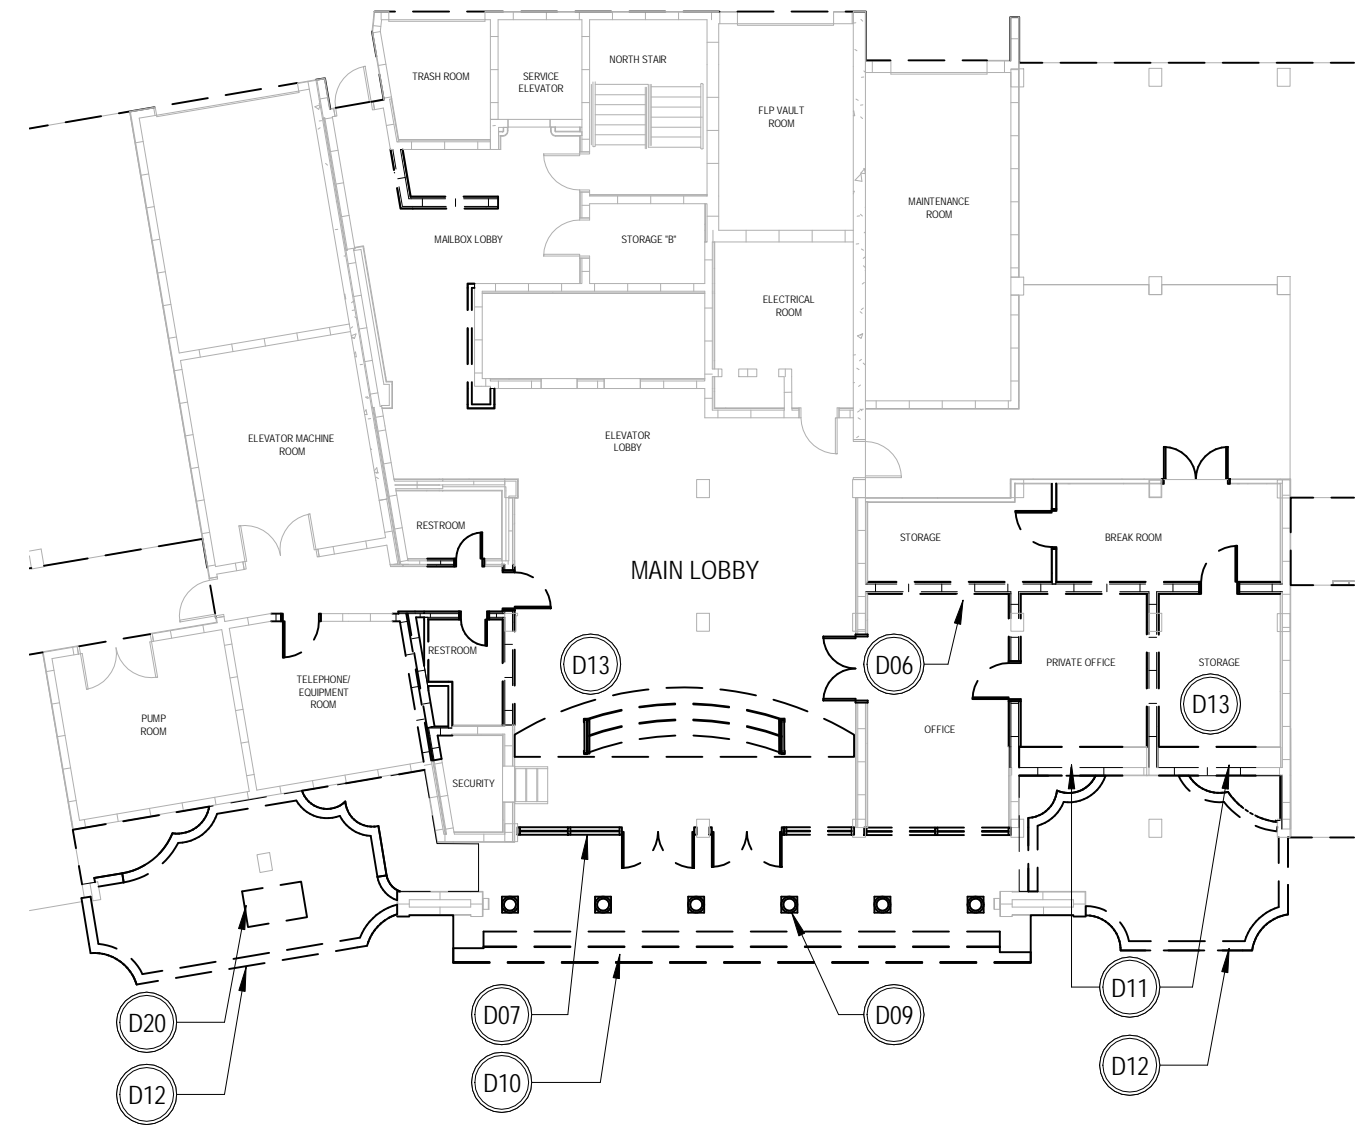 TRASH ROOM
SERVICE
ELEVATOR
NORTH STAIR
FLP VAULT
ROOM
MAINTENANCE
ROOM
MAILBOX LOBBY
STORAGE "B"
ELECTRICAL
ROOM
ELEVATOR MACHINE
ROOM
ELEVATOR
LOBBY
RESTROOM
STORAGE
BREAK ROOM
MAIN LOBBY
RESTROOM
D13
D06
PRIVATE OFFICE
STORAGE
TELEPHONE/
EQUIPMENT
ROOM
D13
PUMP
ROOM
OFFICE
SECURITY
D20
D07
D09
D11
D12
D10
D12